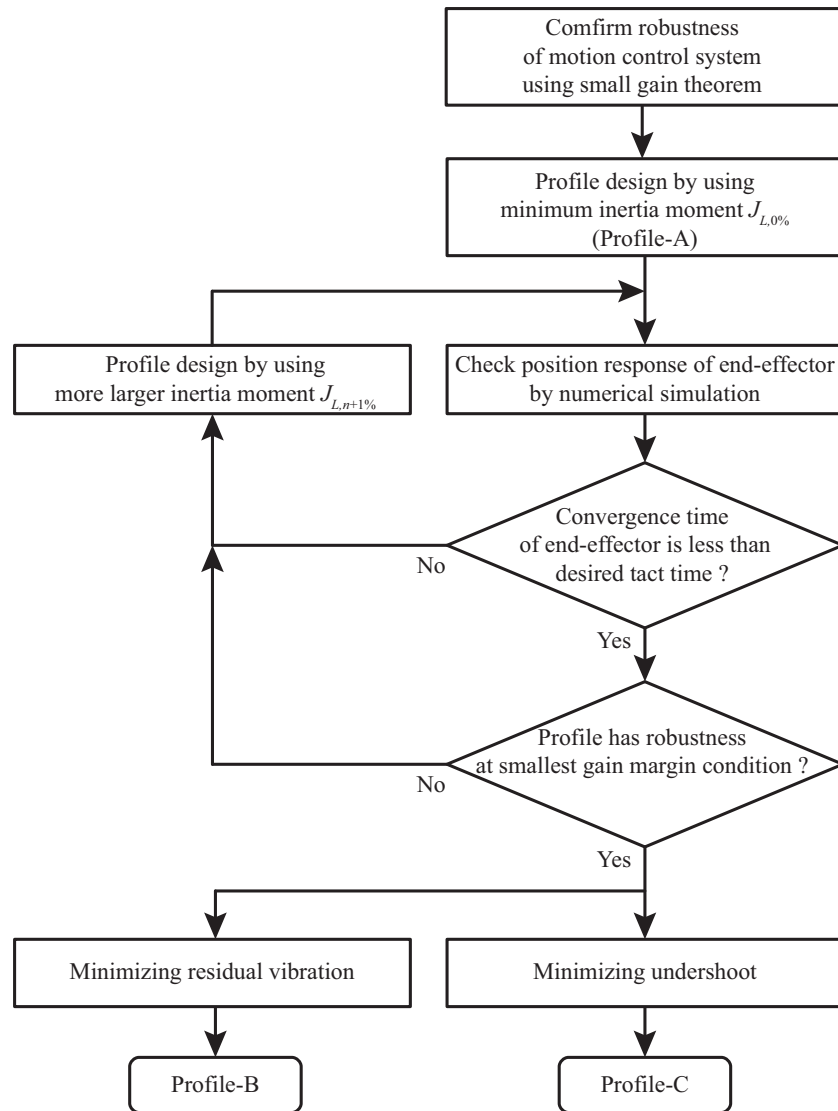 Comfirm robustness
of motion control system
using small gain theorem
Profile design by using
minimum inertia moment J_{L,0%}
(Profile-A)
Profile design by using
more larger inertia moment J_{L,n+1%}
Check position response of end-effector
by numerical simulation
Convergence time
of end-effector is less than
desired tact time ?
No
Yes
Profile has robustness
at smallest gain margin condition ?
No
Yes
Minimizing residual vibration
Minimizing undershoot
Profile-B
Profile-C